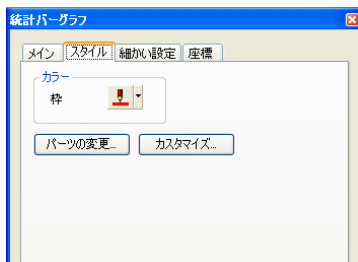 統計バーグラフ
メイン スタイル 細かい設定 座標
カラー
枠
パーツの変更... カスタマイズ...